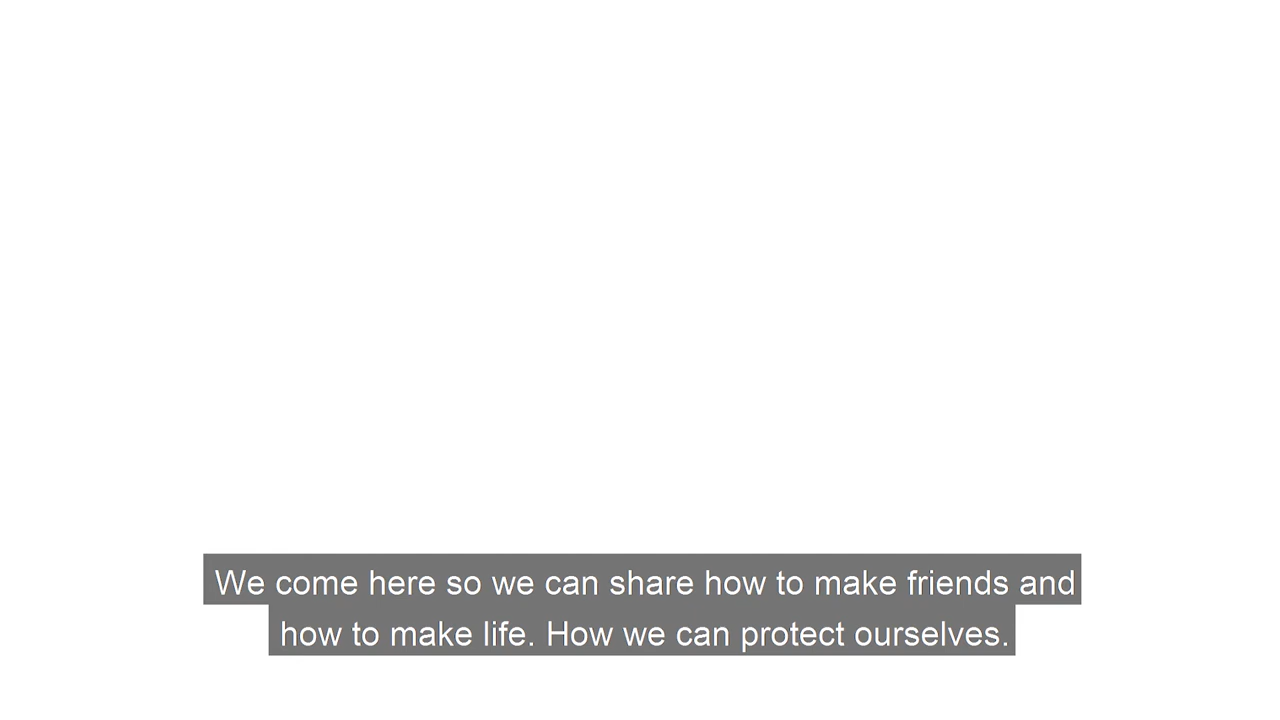 We come here so we can share how to make friends and
how to make life. How we can protect ourselves.